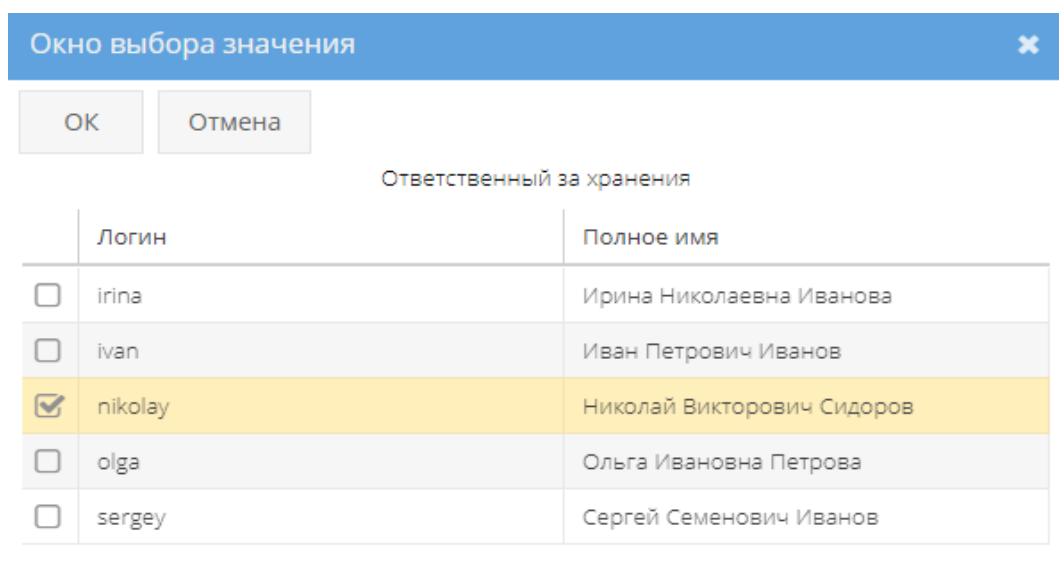 Окно выбора значения
ОК Отмена
Ответственный за хранения
Логин Полное имя
irina Ирина Николаевна Иванова
ivan Иван Петрович Иванов
nikolay Николай Викторович Сидоров
olga Ольга Ивановна Петрова
sergey Сергей Семенович Иванов